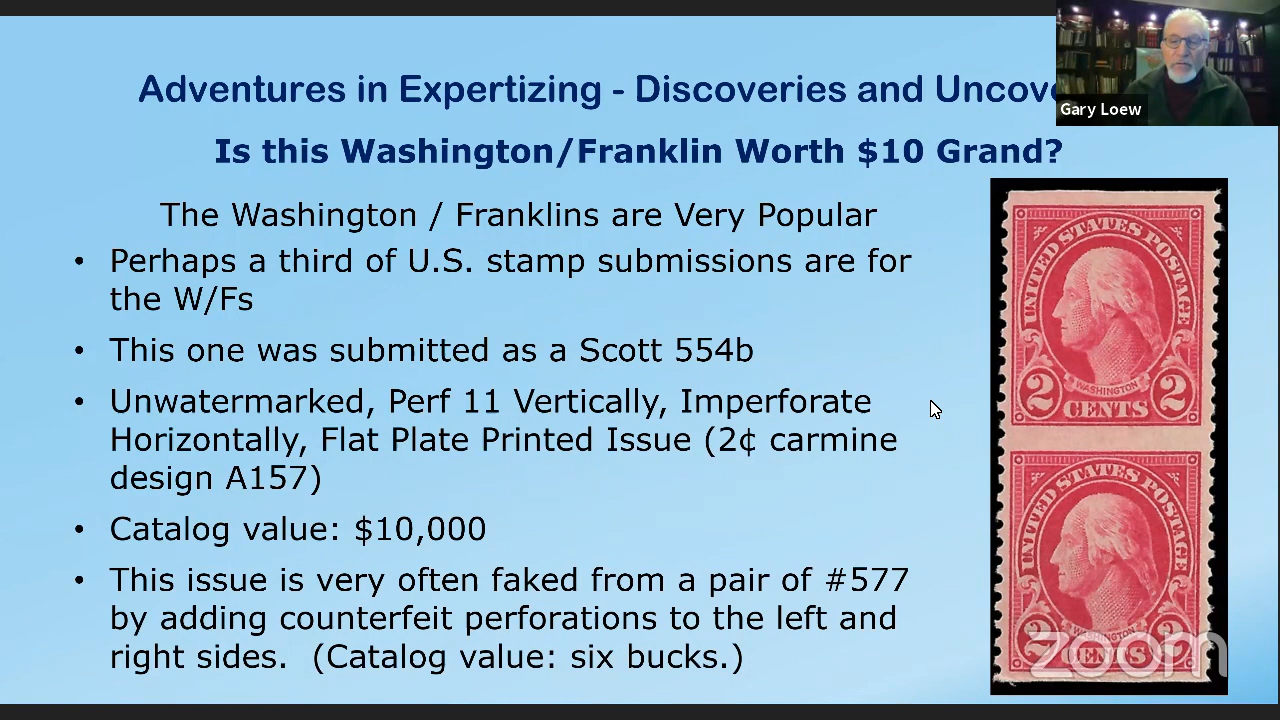 Adventures in Expertizing - Discoveries and Uncove
Gary Loew
Is this Washington/Franklin Worth $10 Grand?
The Washington / Franklins are Very Popular
• Perhaps a third of U.S. stamp submissions are for
the W/Fs
• This one was submitted as a Scott 554b
• Unwatermarked, Perf 11 Vertically, Imperforate
Horizontally, Flat Plate Printed Issue (2¢ carmine
design A157)
• Catalog value: $10,000
• This issue is very often faked from a pair of #577
by adding counterfeit perforations to the left and
right sides. (Catalog value: six bucks.)
UNITED STATES POSTAGE
WASHINGTON
2 CENTS 2
UNITED STATES POSTAGE
WASHINGTON
2 CENTS 2
zoom